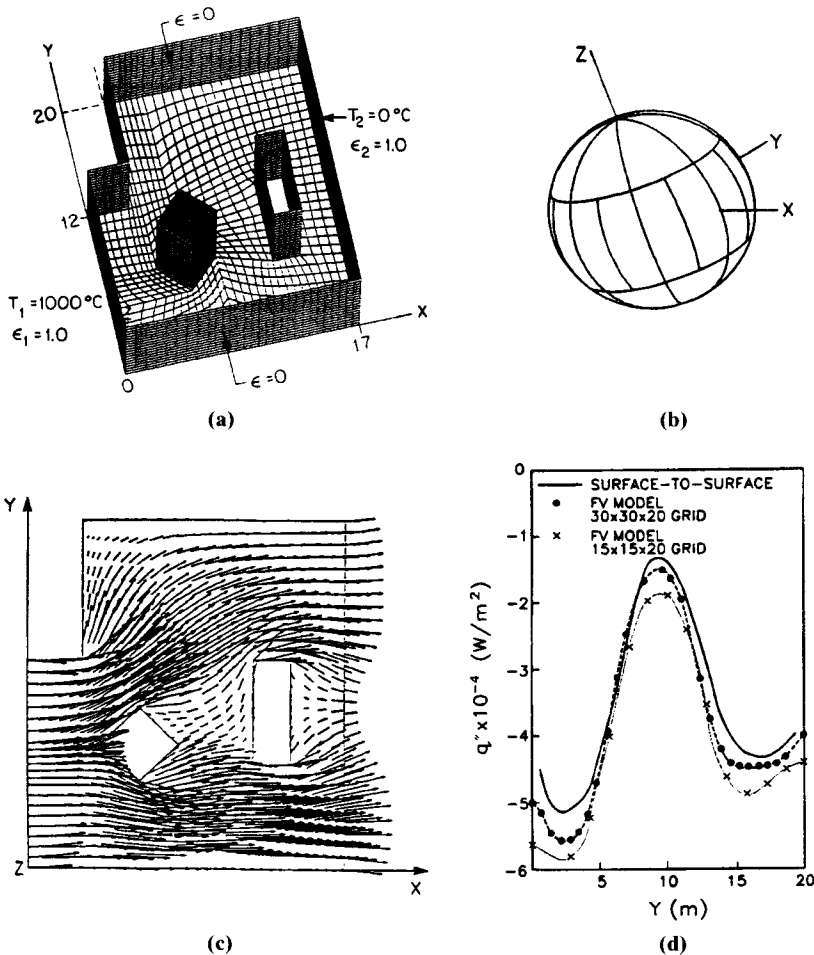 ε = 0
Y
20
T₂ = 0 °C
ε₂ = 1.0
12
T₁ = 1000 °C
ε₁ = 1.0
X
17
0
ε = 0
(a)
Z
Y
X
(b)
Y
Z
X
(c)
0
SURFACE-TO-SURFACE
FV MODEL
30x30x20 GRID
FV MODEL
15x15x20 GRID
-1
-2
-3
-4
-5
-6
q″ x 10⁻⁴ (W/m²)
0
5
10
15
20
Y (m)
(d)